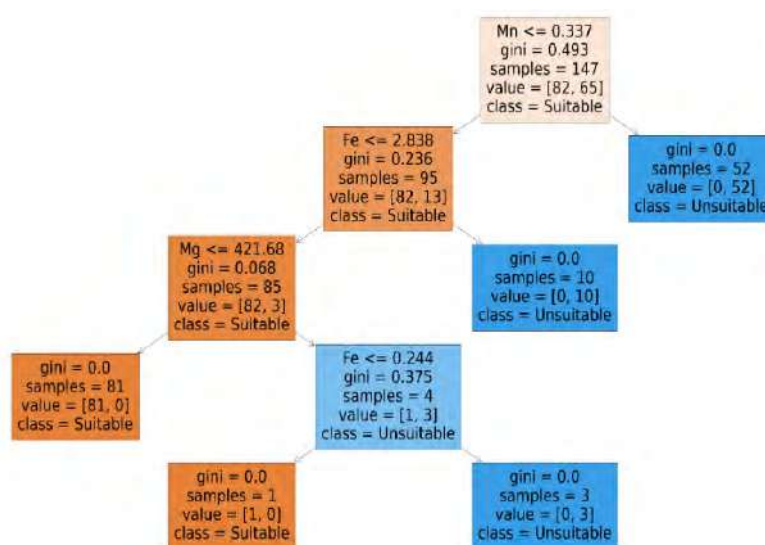 Mn <= 0.337
gini = 0.493
samples = 147
value = [82, 65]
class = Suitable
Fe <= 2.838
gini = 0.236
samples = 95
value = [82, 13]
class = Suitable
gini = 0.0
samples = 52
value = [0, 52]
class = Unsuitable
Mg <= 421.68
gini = 0.068
samples = 85
value = [82, 3]
class = Suitable
gini = 0.0
samples = 10
value = [0, 10]
class = Unsuitable
gini = 0.0
samples = 81
value = [81, 0]
class = Suitable
Fe <= 0.244
gini = 0.375
samples = 4
value = [1, 3]
class = Unsuitable
gini = 0.0
samples = 1
value = [1, 0]
class = Suitable
gini = 0.0
samples = 3
value = [0, 3]
class = Unsuitable